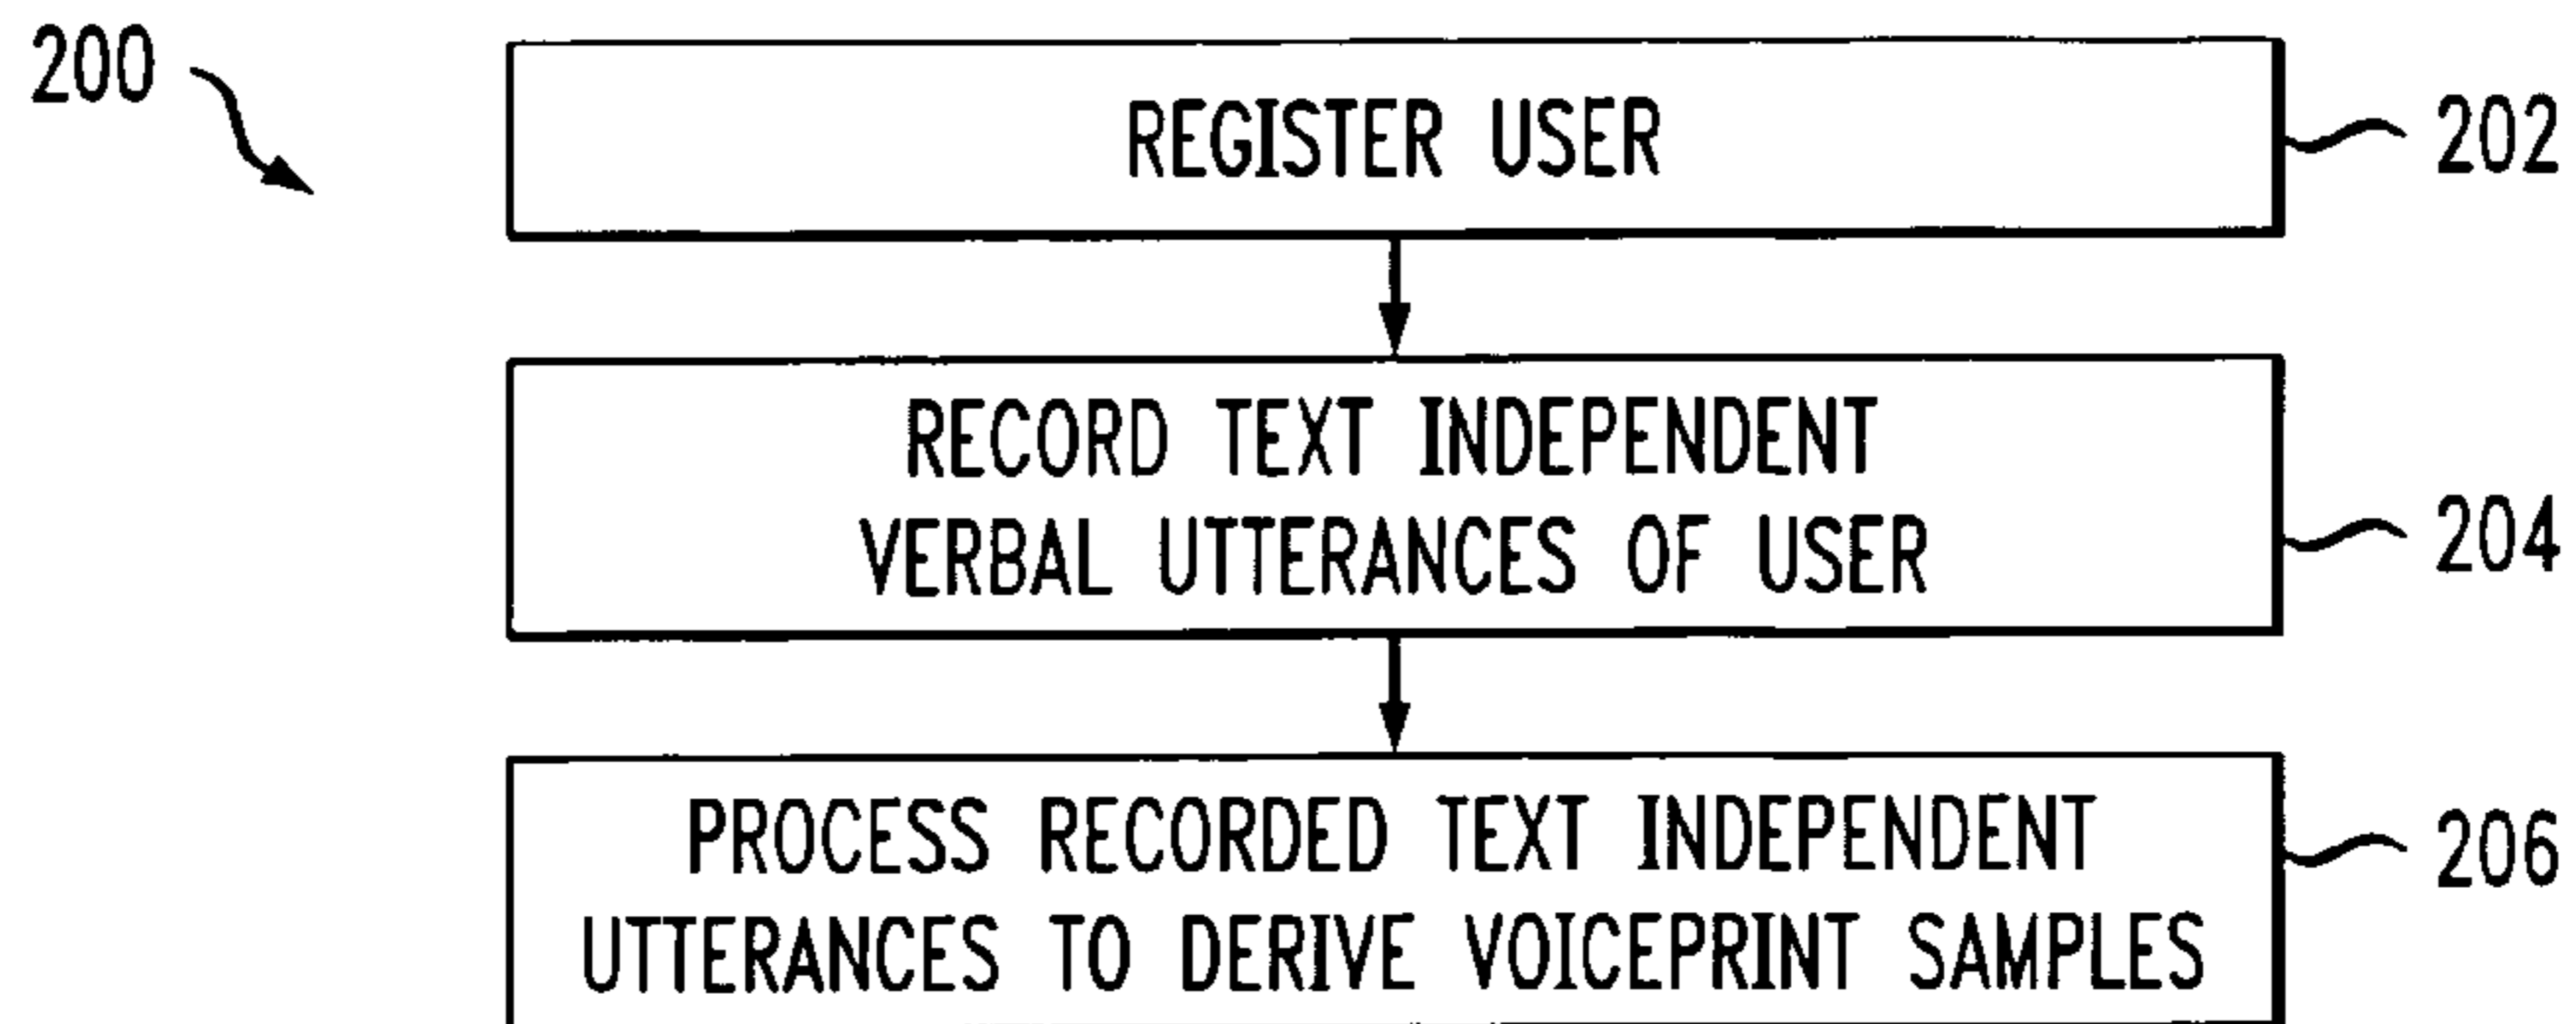 200
REGISTER USER
202
RECORD TEXT INDEPENDENT
VERBAL UTTERANCES OF USER
204
PROCESS RECORDED TEXT INDEPENDENT
206
UTTERANCES TO DERIVE VOICEPRINT SAMPLES